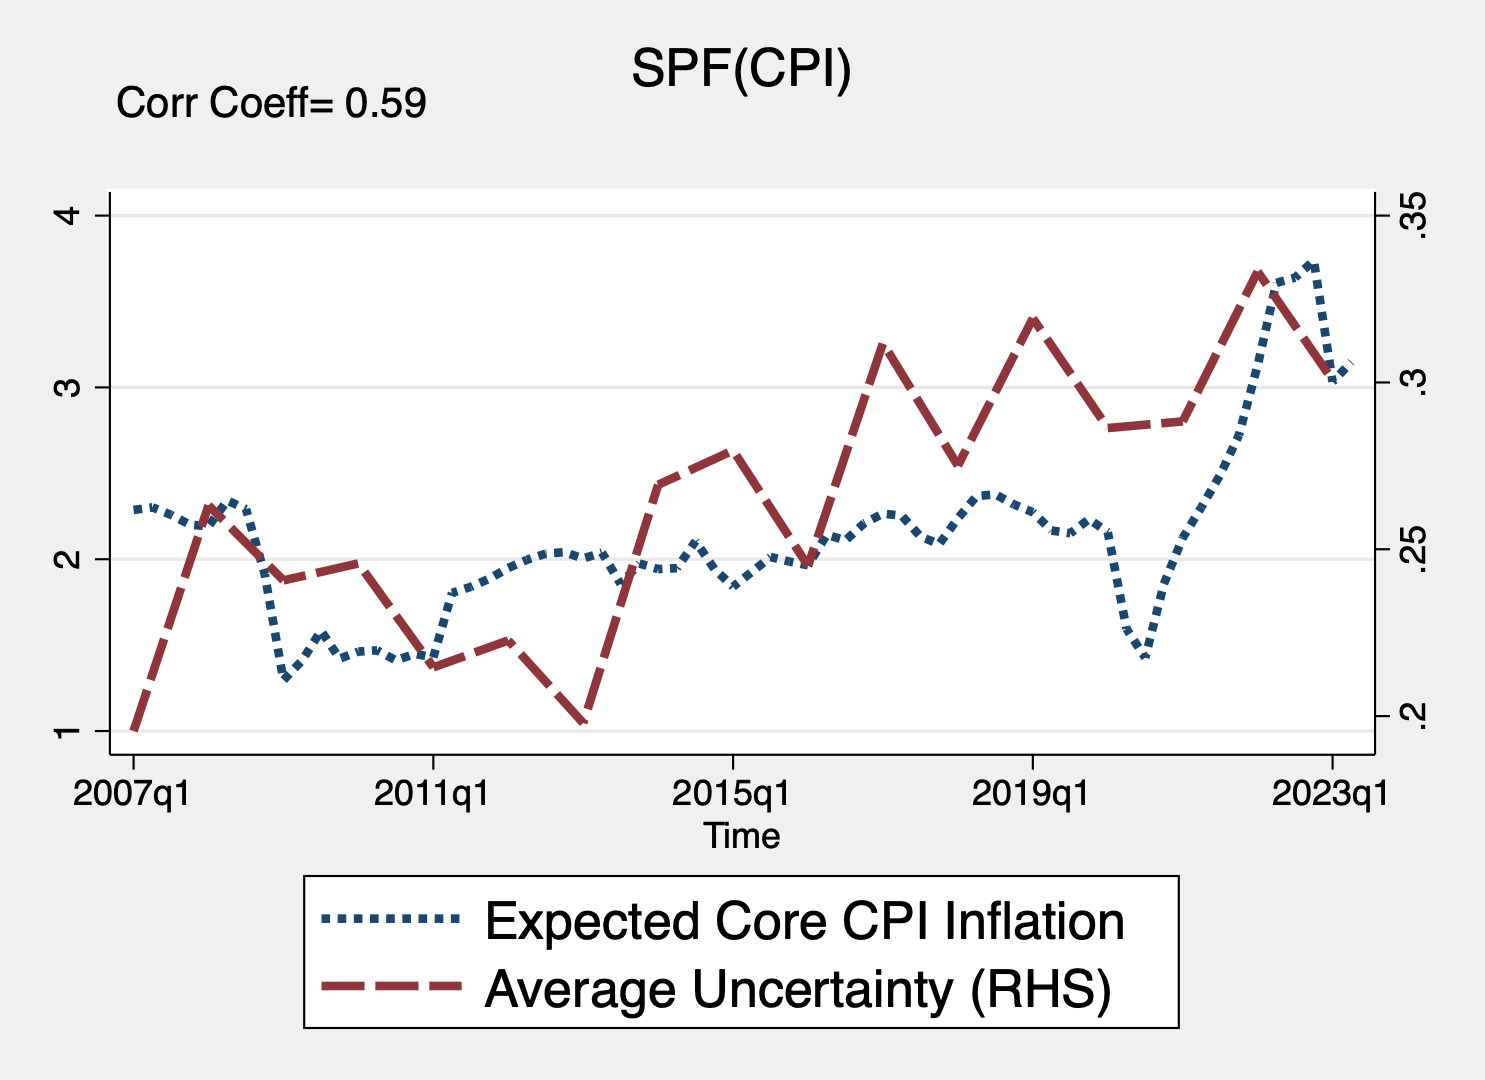 SPF(CPI)
Corr Coeff= 0.59
4
3
2
1
.35
.3
.25
.2
2007q1 2011q1 2015q1 2019q1 2023q1
Time
Expected Core CPI Inflation
Average Uncertainty (RHS)